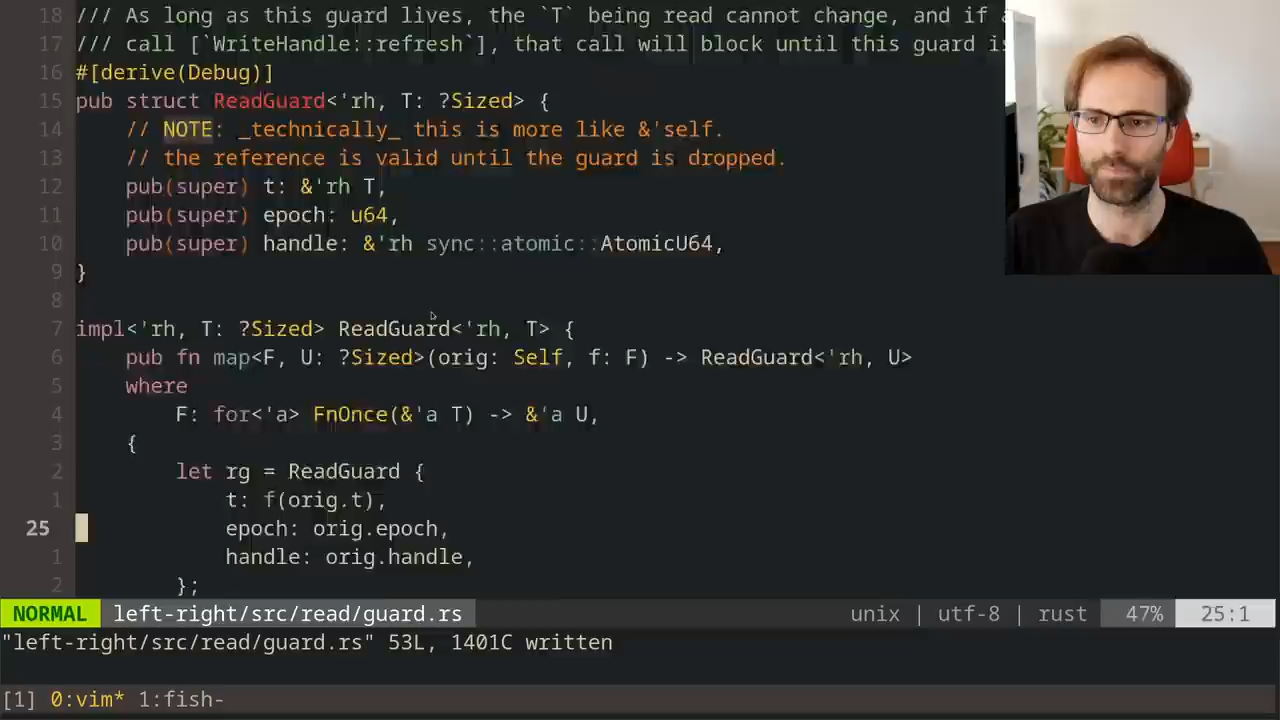 18 /// As long as this guard lives, the `T` being read cannot change, and if
17 /// call [`WriteHandle::refresh`], that call will block until this guard is
16 #[derive(Debug)]
15 pub struct ReadGuard<'rh, T: ?Sized> {
14 // NOTE: _technically_ this is more like &'self.
13 // the reference is valid until the guard is dropped.
12 pub(super) t: &'rh T,
11 pub(super) epoch: u64,
10 pub(super) handle: &'rh sync::atomic::AtomicU64,
9 }
8
7 impl<'rh, T: ?Sized> ReadGuard<'rh, T> {
6 pub fn map<F, U: ?Sized>(orig: Self, f: F) -> ReadGuard<'rh, U>
5 where
4 F: for<'a> FnOnce(&'a T) -> &'a U,
3 {
2 let rg = ReadGuard {
1 t: f(orig.t),
25 epoch: orig.epoch,
1 handle: orig.handle,
2 };
NORMAL left-right/src/read/guard.rs unix | utf-8 | rust 47% 25:1
"left-right/src/read/guard.rs" 53L, 1401C written
[1] 0:vim* 1:fish-